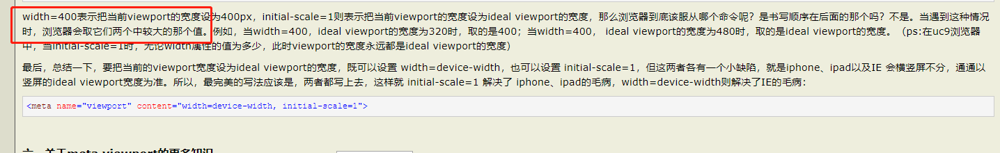 width=400表示把当前viewport的宽度设为400px，initial-scale=1则表示把当前viewport的宽度设为ideal viewport的宽度，那么浏览器到底该服从哪个命令呢？是书写顺序在后面的那个吗？不是。当遇到这种情况
时，浏览器会取它们两个中较大的那个值。例如，当width=400，ideal viewport的宽度为320时，取的是400；当width=400， ideal viewport的宽度为480时，取的是ideal viewport的宽度。（ps:在uc9浏览器
中，当initial-scale=1时，无论width属性的值为多少，此时viewport的宽度永远都是ideal viewport的宽度）
最后，总结一下，要把当前的viewport宽度设为ideal viewport的宽度，既可以设置 width=device-width，也可以设置 initial-scale=1，但这两者各有一个小缺陷，就是iphone、ipad以及IE 会横竖屏不分，通通以
竖屏的ideal viewport宽度为准。所以，最完美的写法应该是，两者都写上去，这样就 initial-scale=1 解决了 iphone、ipad的毛病，width=device-width则解决了IE的毛病：
<meta name="viewport" content="width=device-width, initial-scale=1">
六、关于meta viewport的更多知识